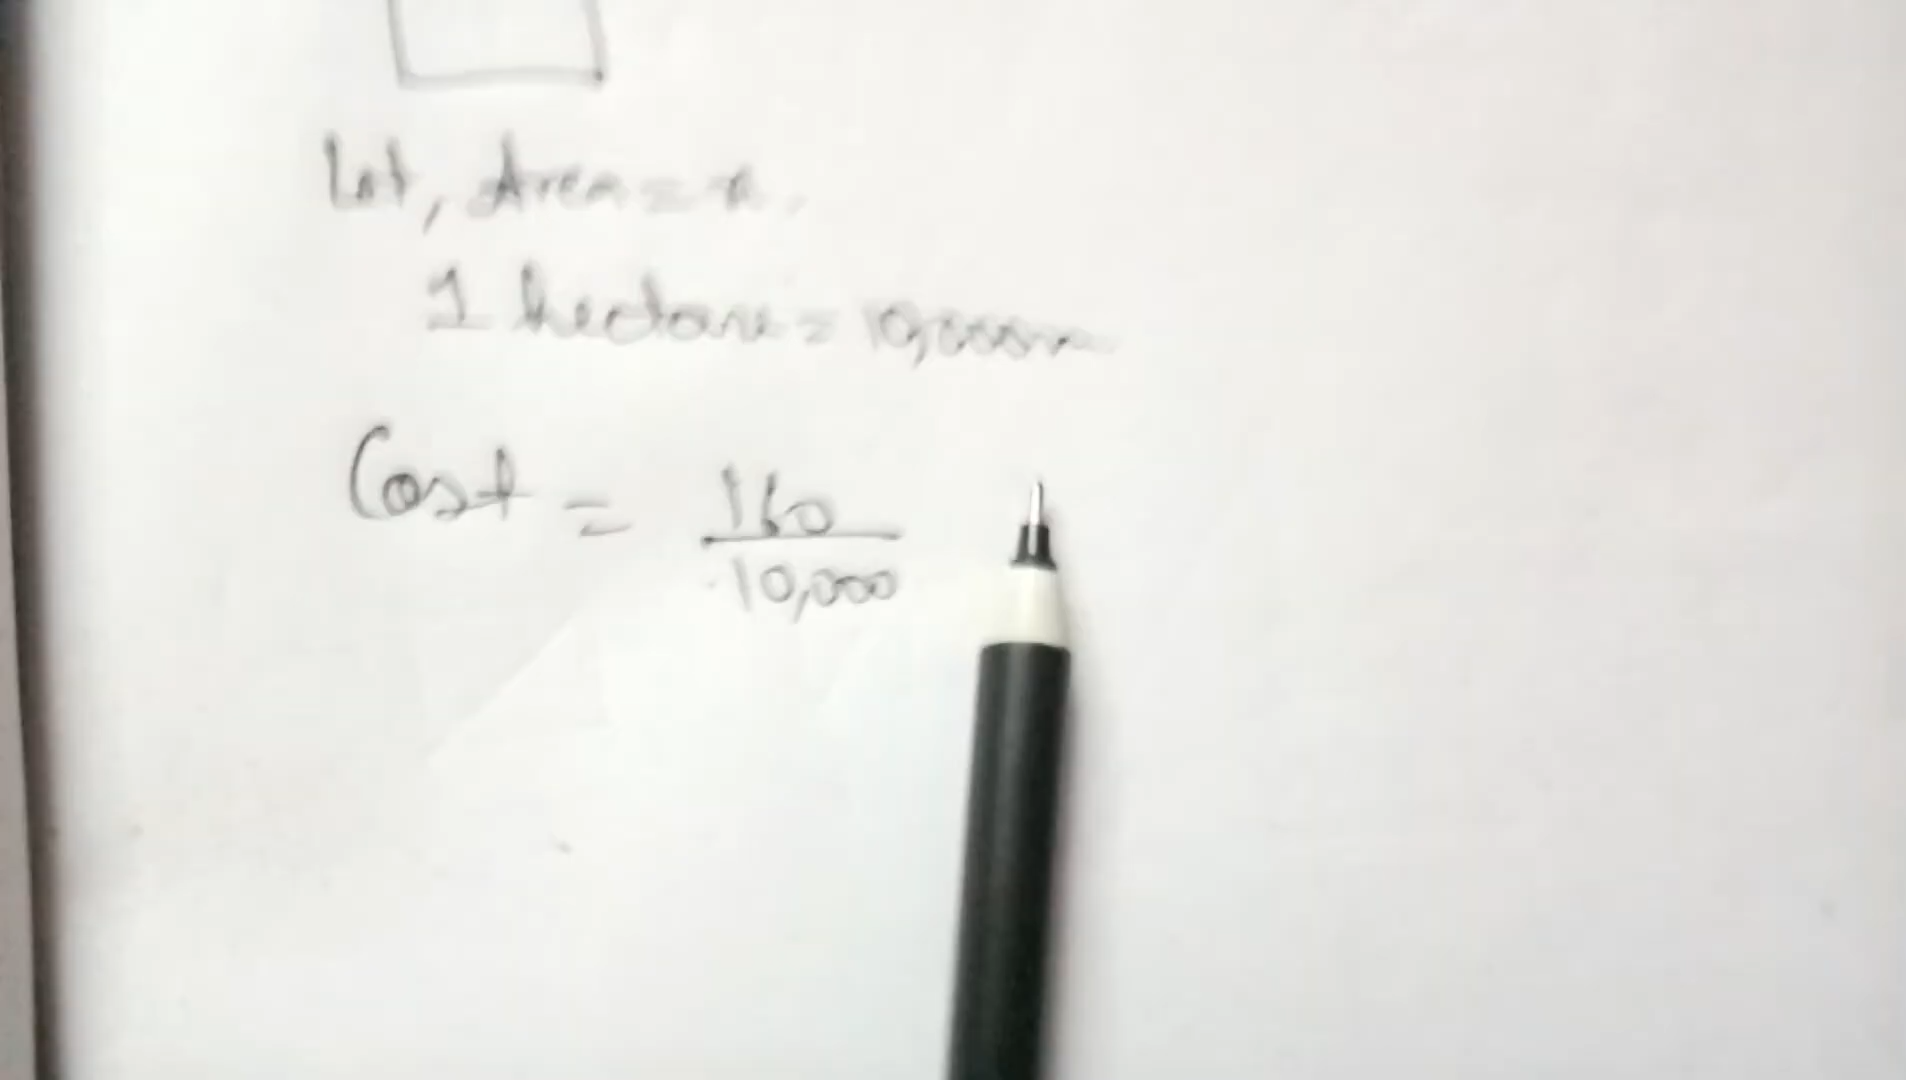 Let, Area = x.
1 hectare = 10,000m
Cost = 160
10,000